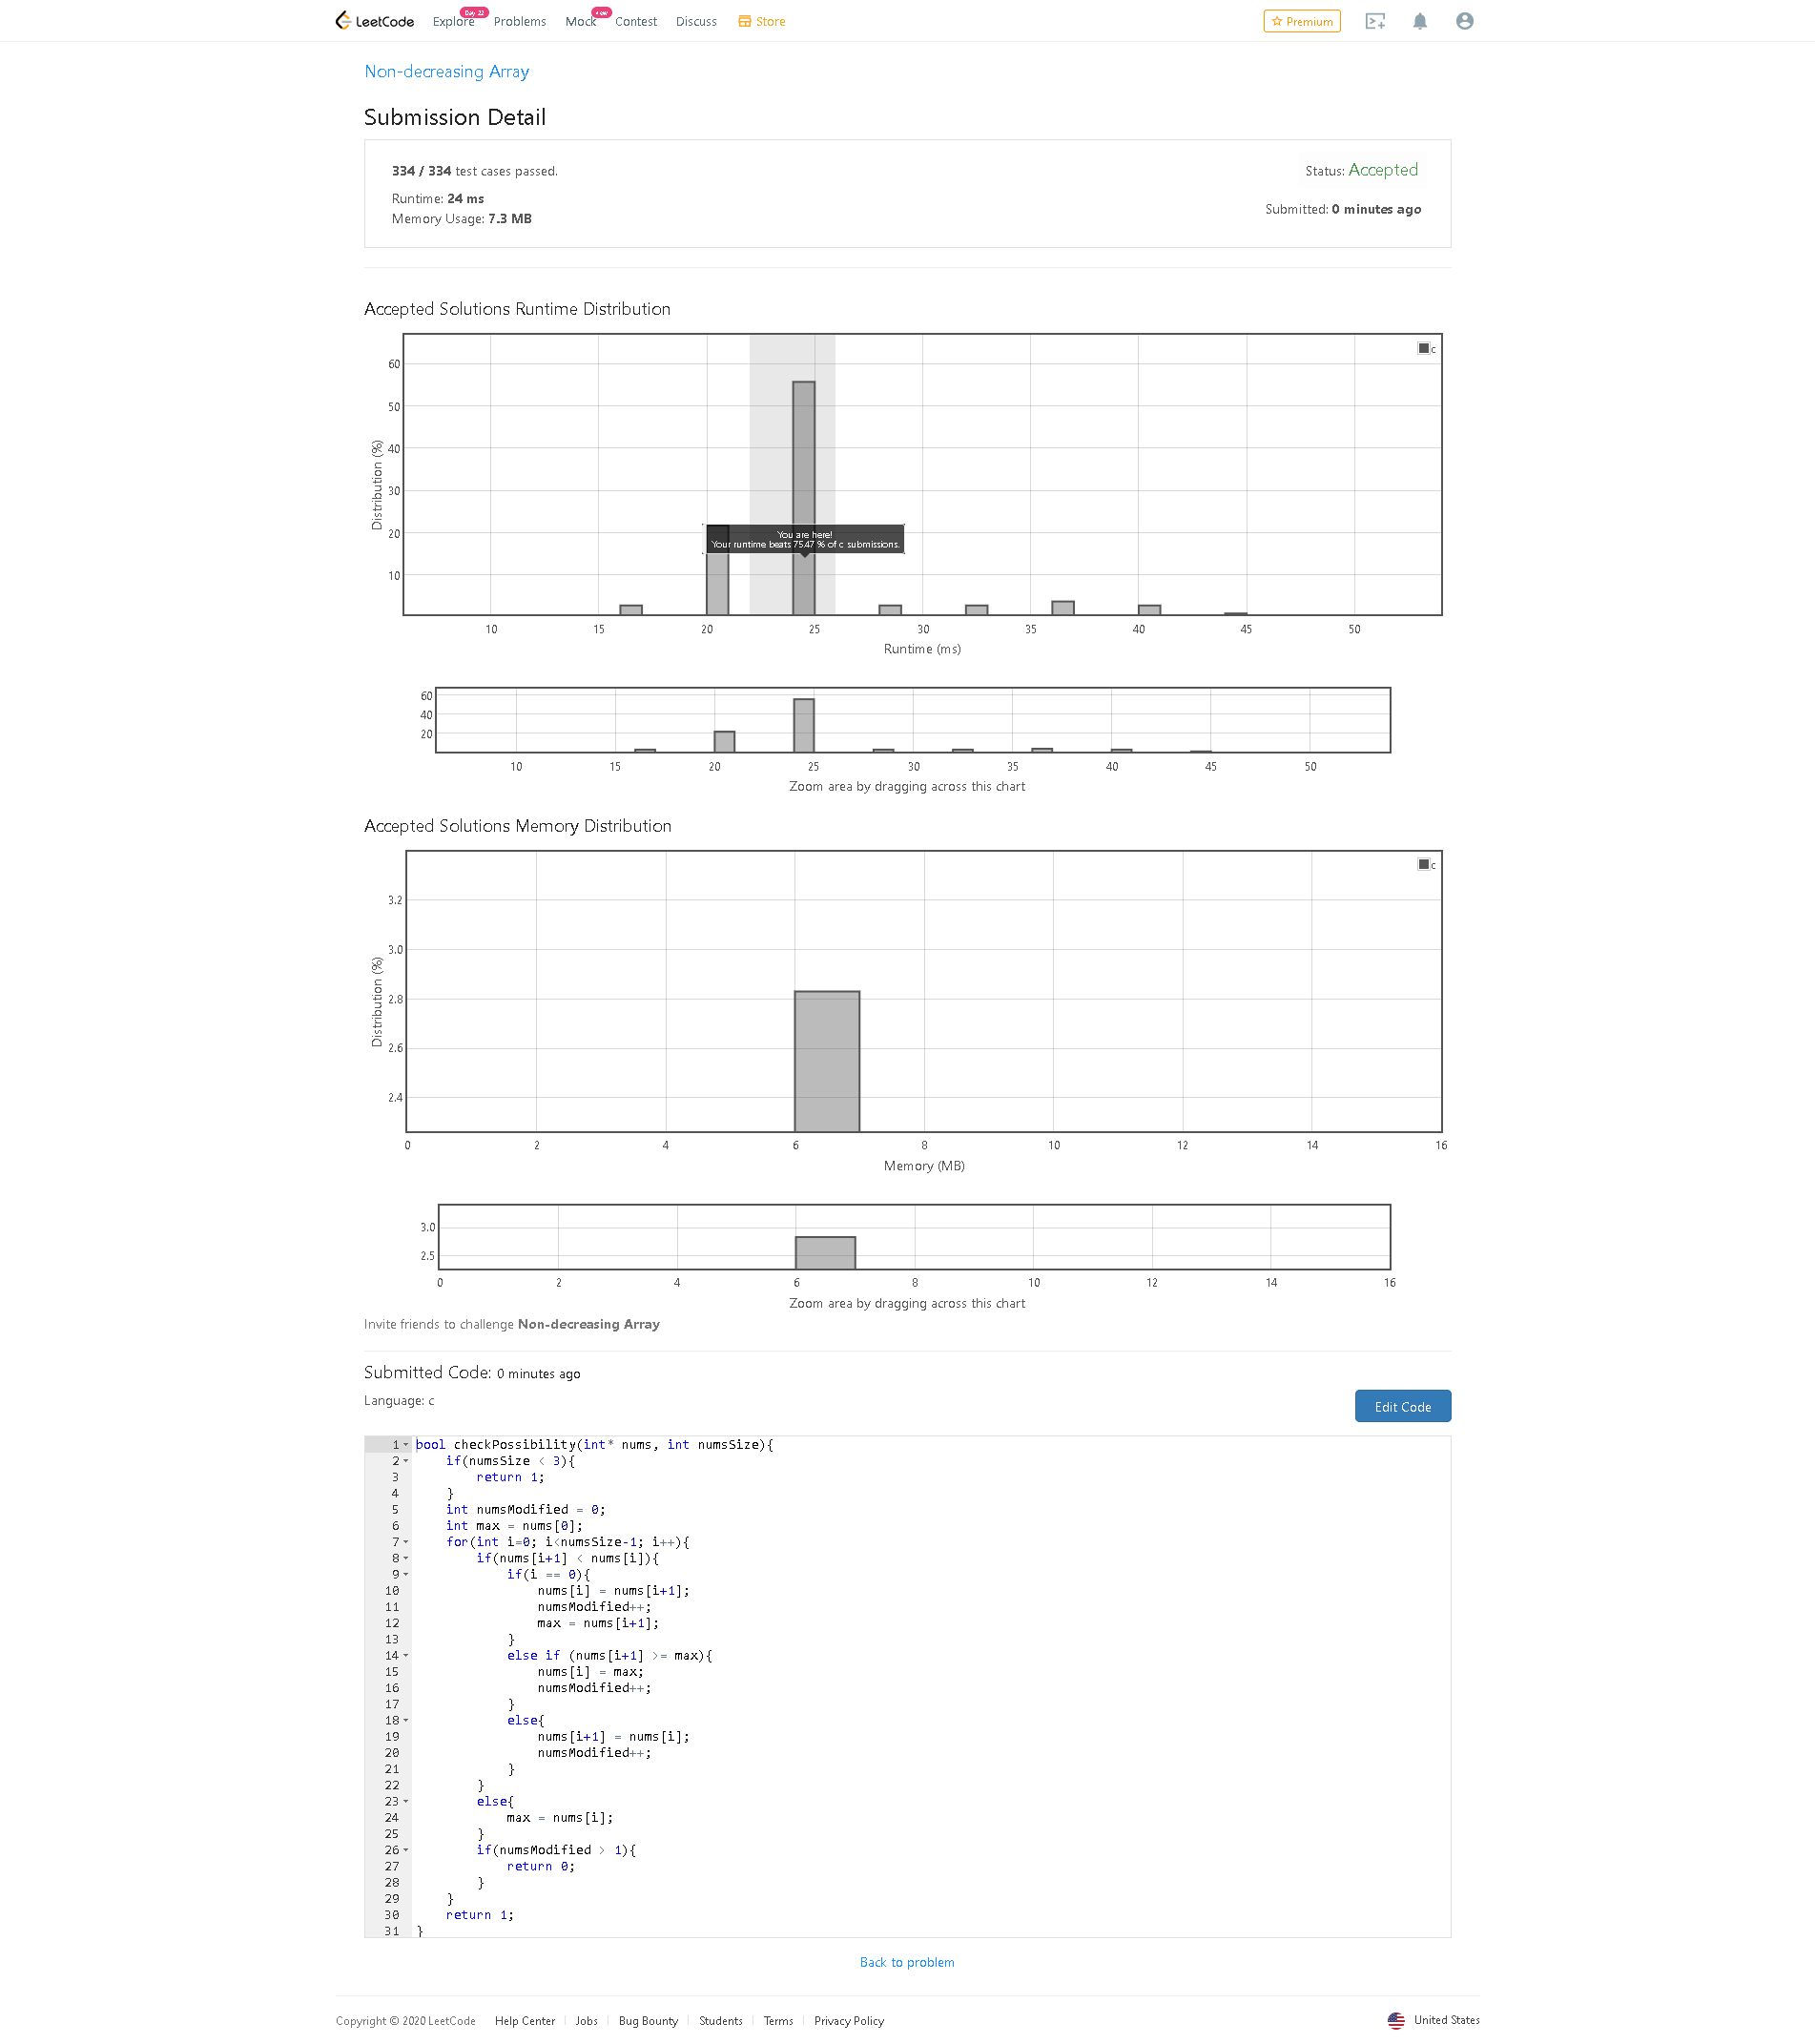 LeetCode Explore Day 22 Problems Mock new Contest Discuss Store Premium
Non-decreasing Array
Submission Detail
334 / 334 test cases passed. Status: Accepted
Runtime: 24 ms
Memory Usage: 7.3 MB Submitted: 0 minutes ago
Accepted Solutions Runtime Distribution
c
60
50
40
30
20
10
Distribution (%)
You are here!
Your runtime beats 75.47 % of c submissions.
10 15 20 25 30 35 40 45 50
Runtime (ms)
60
40
20
10 15 20 25 30 35 40 45 50
Zoom area by dragging across this chart
Accepted Solutions Memory Distribution
c
3.2
3.0
2.8
2.6
2.4
Distribution (%)
0 2 4 6 8 10 12 14 16
Memory (MB)
3.0
2.5
0 2 4 6 8 10 12 14 16
Zoom area by dragging across this chart
Invite friends to challenge Non-decreasing Array
Submitted Code: 0 minutes ago
Language: c
Edit Code
1 bool checkPossibility(int* nums, int numsSize){
2     if(numsSize < 3){
3         return 1;
4     }
5     int numsModified = 0;
6     int max = nums[0];
7     for(int i=0; i<numsSize-1; i++){
8         if(nums[i+1] < nums[i]){
9             if(i == 0){
10                 nums[i] = nums[i+1];
11                 numsModified++;
12                 max = nums[i+1];
13             }
14             else if (nums[i+1] >= max){
15                 nums[i] = max;
16                 numsModified++;
17             }
18             else{
19                 nums[i+1] = nums[i];
20                 numsModified++;
21             }
22         }
23         else{
24             max = nums[i];
25         }
26         if(numsModified > 1){
27             return 0;
28         }
29     }
30     return 1;
31 }
Back to problem
Copyright © 2020 LeetCode Help Center Jobs Bug Bounty Students Terms Privacy Policy United States